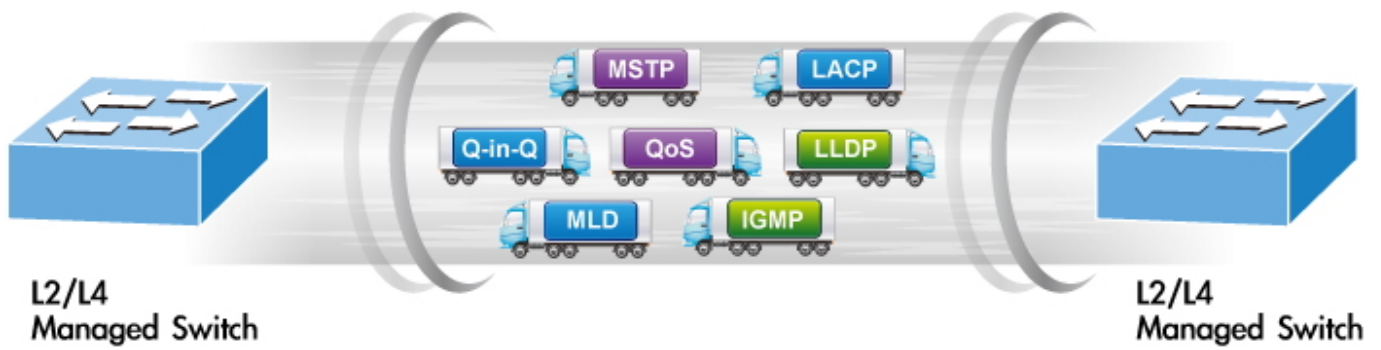 MSTP
LACP
Q-in-Q
QoS
LLDP
MLD
IGMP
L2/L4
Managed Switch
L2/L4
Managed Switch